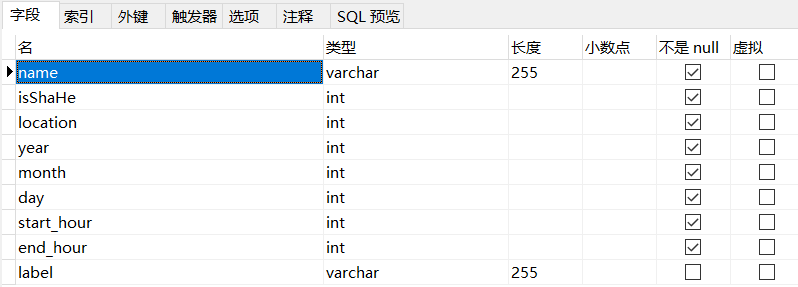 字段 索引 外键 触发器 选项 注释 SQL 预览
名 类型 长度 小数点 不是 null 虚拟
name varchar 255
isShaHe int
location int
year int
month int
day int
start_hour int
end_hour int
label varchar 255